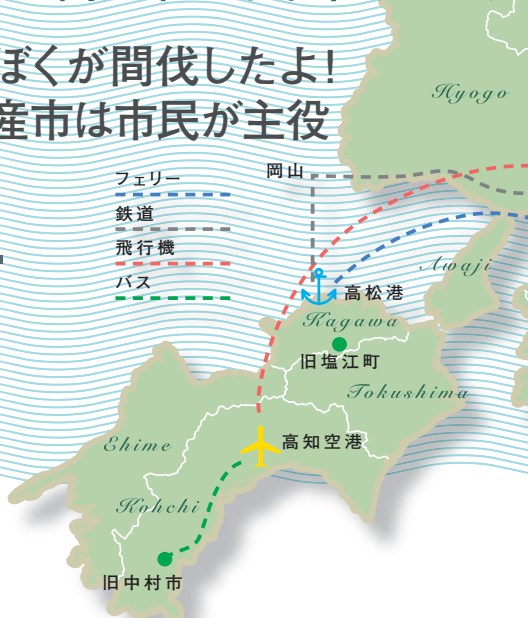 ぼくが間伐したよ！
産市は市民が主役
Hyogo
岡山
フェリー
鉄道
飛行機
バス
Awaji
高松港
Kagawa
旧塩江町
Tokushima
高知空港
Ehime
Kohchi
旧中村市